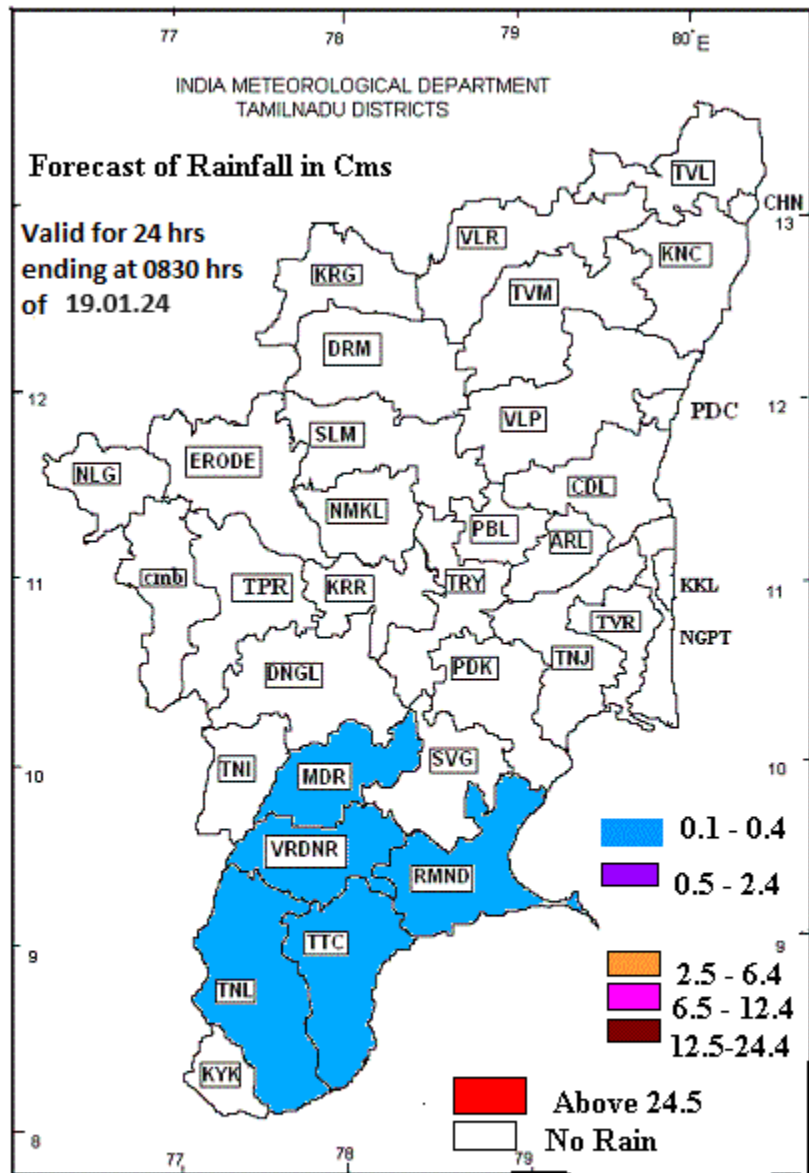 77 78 79 80° E
INDIA METEOROLOGICAL DEPARTMENT
TAMILNADU DISTRICTS
Forecast of Rainfall in Cms
TVL
CHN
13
Valid for 24 hrs
ending at 0830 hrs
of 19.01.24
VLR
KNC
KRG
TVM
DRM
12
12
PDC
VLP
SLM
ERODE
NLG
CDL
NMKL
PBL
ARL
11
cmb
TPR
KRR
TRY
KKL
11
TVR
NGPT
TNJ
PDK
DNGL
SVG
10
TNI
MDR
10
0.1 - 0.4
VRDNR
RMND
0.5 - 2.4
9
TTC
9
2.5 - 6.4
TNL
6.5 - 12.4
12.5-24.4
KYK
Above 24.5
No Rain
8
77 78 79